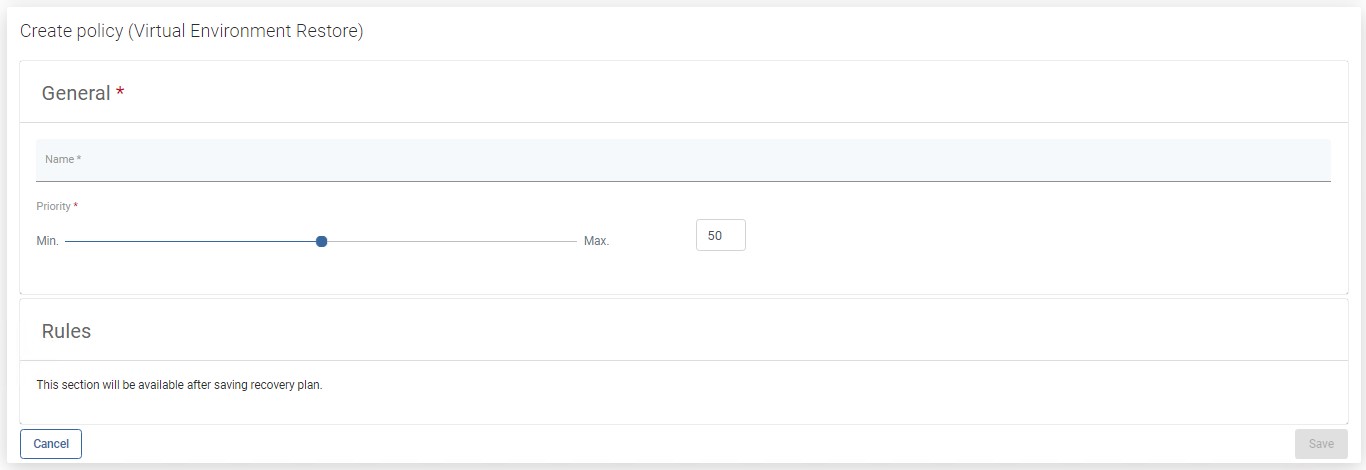 Create policy (Virtual Environment Restore)
General *
Name *
Priority *
Min.
Max.
50
Rules
This section will be available after saving recovery plan.
Cancel
Save